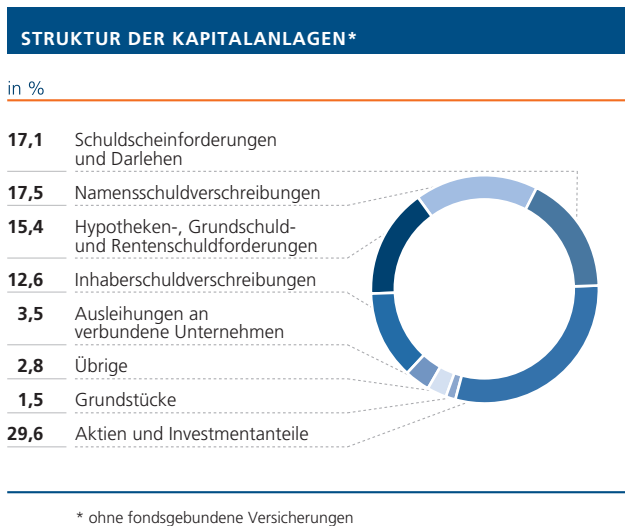 STRUKTUR DER KAPITALANLAGEN*
in %
17,1 Schuldscheinforderungen
und Darlehen
17,5 Namensschuldverschreibungen
15,4 Hypotheken-, Grundschuld-
und Rentenschuldforderungen
12,6 Inhaberschuldverschreibungen
3,5 Ausleihungen an
verbundene Unternehmen
2,8 Übrige
1,5 Grundstücke
29,6 Aktien und Investmentanteile
* ohne fondsgebundene Versicherungen